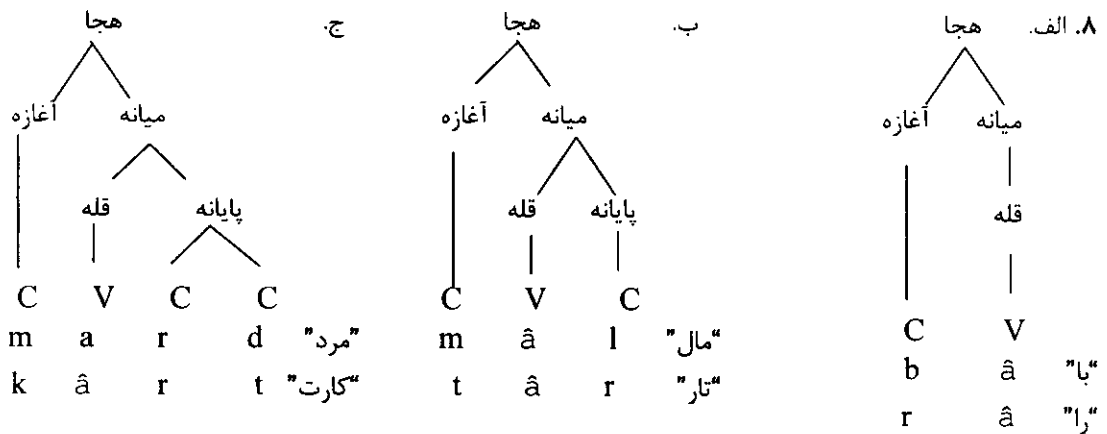 ۸. الف. هجا ب. هجا ج. هجا
آغازه میانه آغازه میانه آغازه میانه
قله قله پایانه قله پایانه
C V C V C C V C C
b â "با" m â l "مال" m a r d "مرد"
r â "را" t â r "تار" k â r t "کارت"